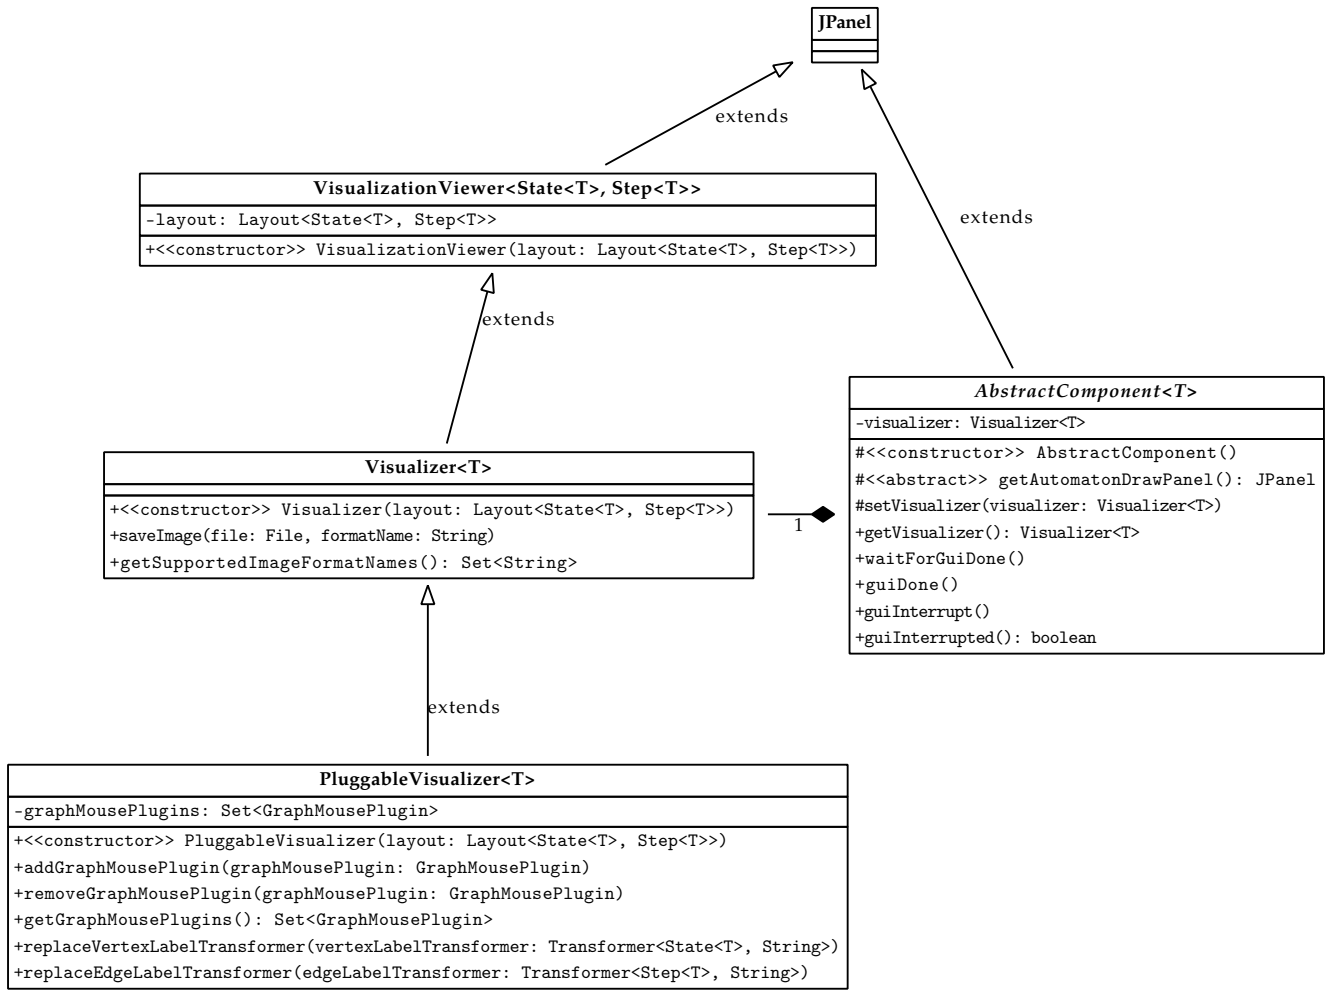 JPanel
extends
VisualizationViewer<State<T>, Step<T>>
-layout: Layout<State<T>, Step<T>>
+<<constructor>> VisualizationViewer(layout: Layout<State<T>, Step<T>>)
extends
extends
AbstractComponent<T>
-visualizer: Visualizer<T>
#<<constructor>> AbstractComponent()
#<<abstract>> getAutomatonDrawPanel(): JPanel
#setVisualizer(visualizer: Visualizer<T>)
+getVisualizer(): Visualizer<T>
+waitForGuiDone()
+guiDone()
+guiInterrupt()
+guiInterrupted(): boolean
Visualizer<T>
+<<constructor>> Visualizer(layout: Layout<State<T>, Step<T>>)
+saveImage(file: File, formatName: String)
+getSupportedImageFormatNames(): Set<String>
1
extends
PluggableVisualizer<T>
-graphMousePlugins: Set<GraphMousePlugin>
+<<constructor>> PluggableVisualizer(layout: Layout<State<T>, Step<T>>)
+addGraphMousePlugin(graphMousePlugin: GraphMousePlugin)
+removeGraphMousePlugin(graphMousePlugin: GraphMousePlugin)
+getGraphMousePlugins(): Set<GraphMousePlugin>
+replaceVertexLabelTransformer(vertexLabelTransformer: Transformer<State<T>, String>)
+replaceEdgeLabelTransformer(edgeLabelTransformer: Transformer<Step<T>, String>)